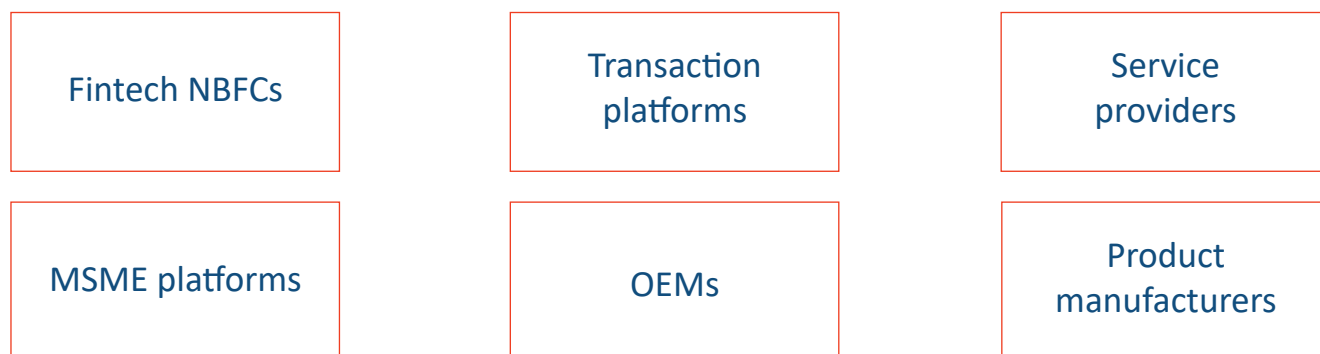 Fintech NBFCs
Transaction
platforms
Service
providers
MSME platforms
OEMs
Product
manufacturers